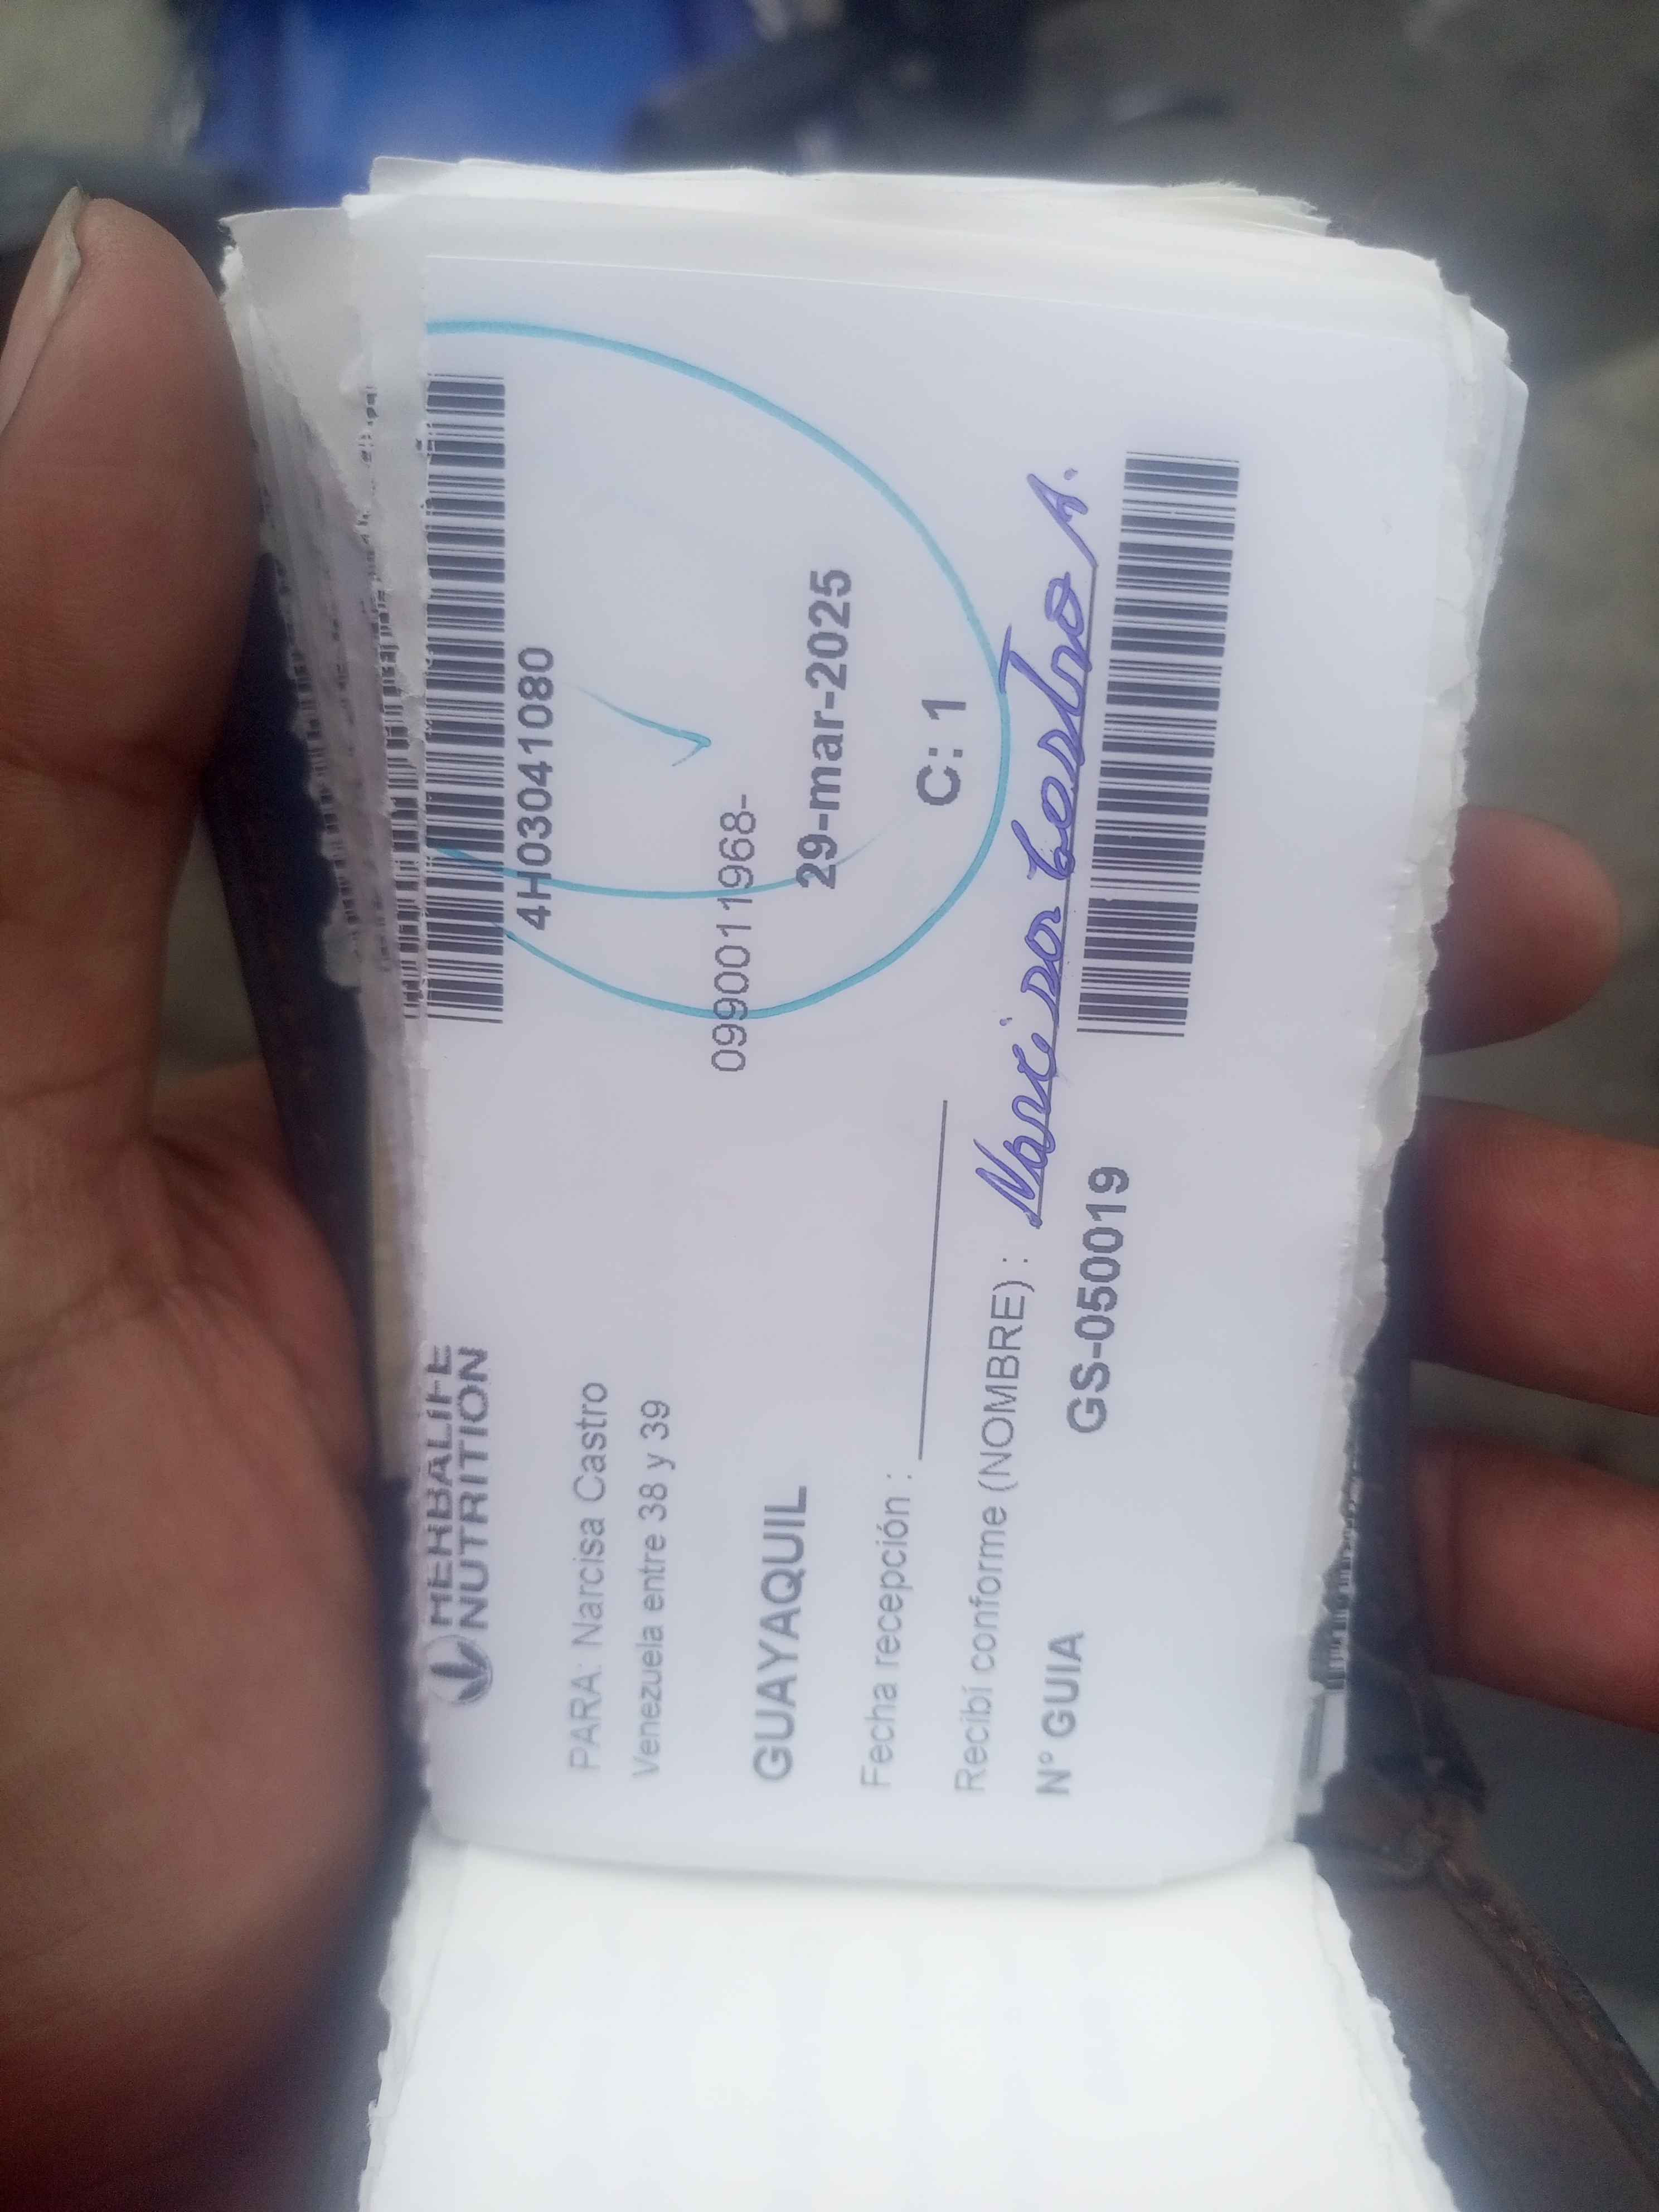 HERBALIFE
NUTRITION
4H03041080
PARA: Narcisa Castro
Venezuela entre 38 y 39
0990011968-
GUAYAQUIL
29-mar-2025
Fecha recepción :
C: 1
Recibí conforme (NOMBRE) : Narcisa Castro A.
N° GUIA GS-050019